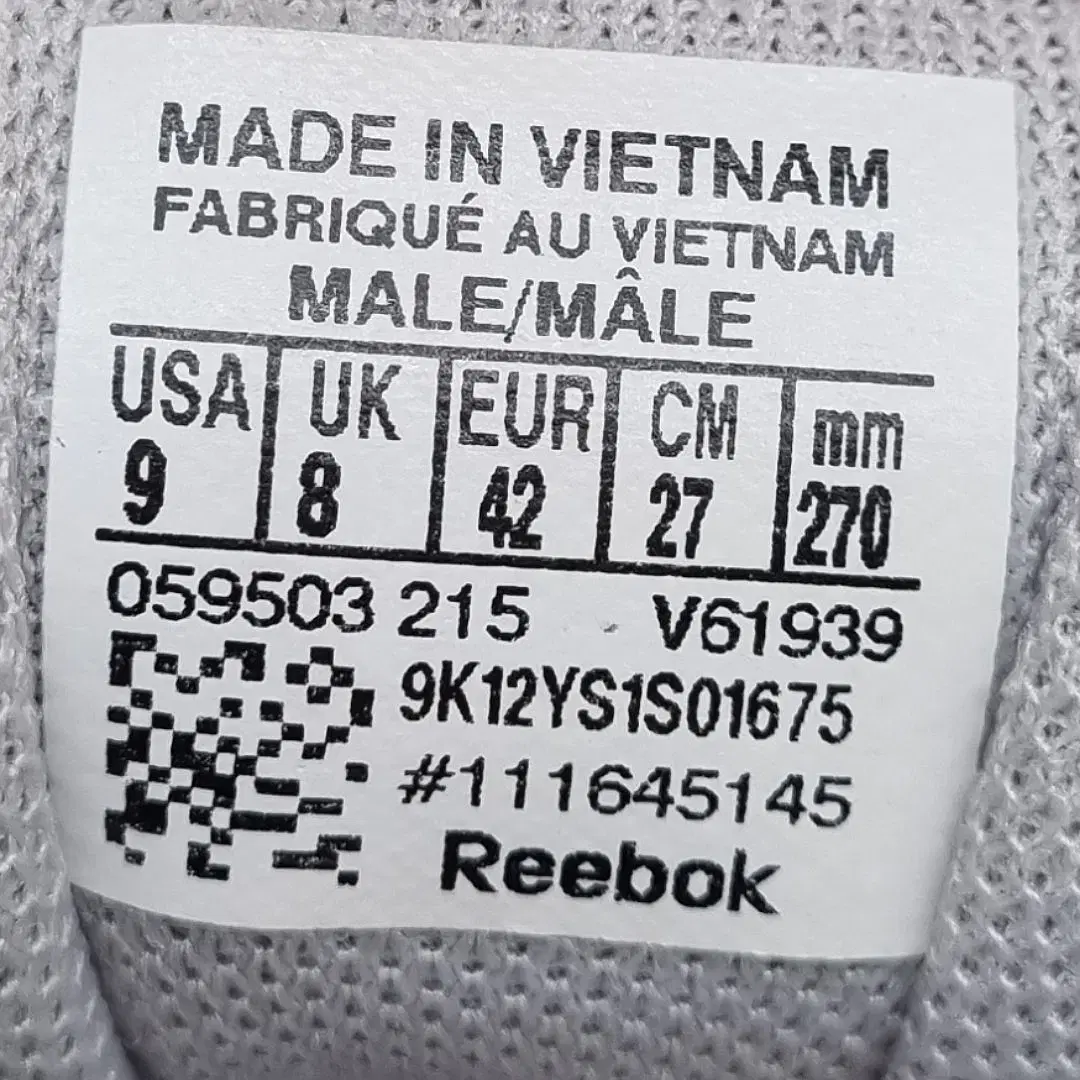 MADE IN VIETNAM
FABRIQUÉ AU VIETNAM
MALE/MÂLE
USA UK EUR CM mm
9 8 42 27 270
059503 215 V61939
9K12YS1S01675
#111645145
Reebok